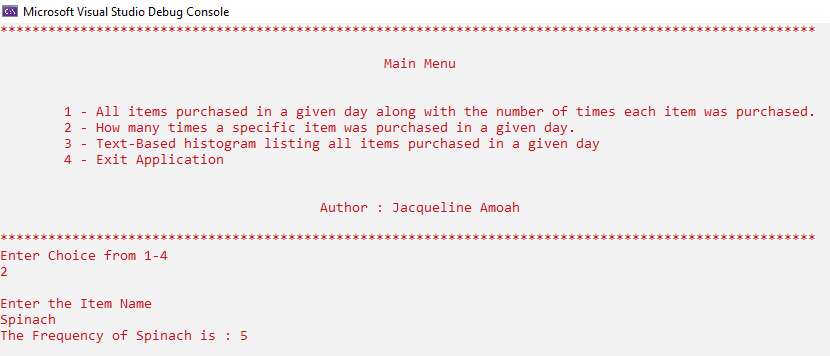 Microsoft Visual Studio Debug Console
******************************************************************************************************
Main Menu
1 - All items purchased in a given day along with the number of times each item was purchased.
2 - How many times a specific item was purchased in a given day.
3 - Text-Based histogram listing all items purchased in a given day
4 - Exit Application
Author : Jacqueline Amoah
******************************************************************************************************
Enter Choice from 1-4
2
Enter the Item Name
Spinach
The Frequency of Spinach is : 5